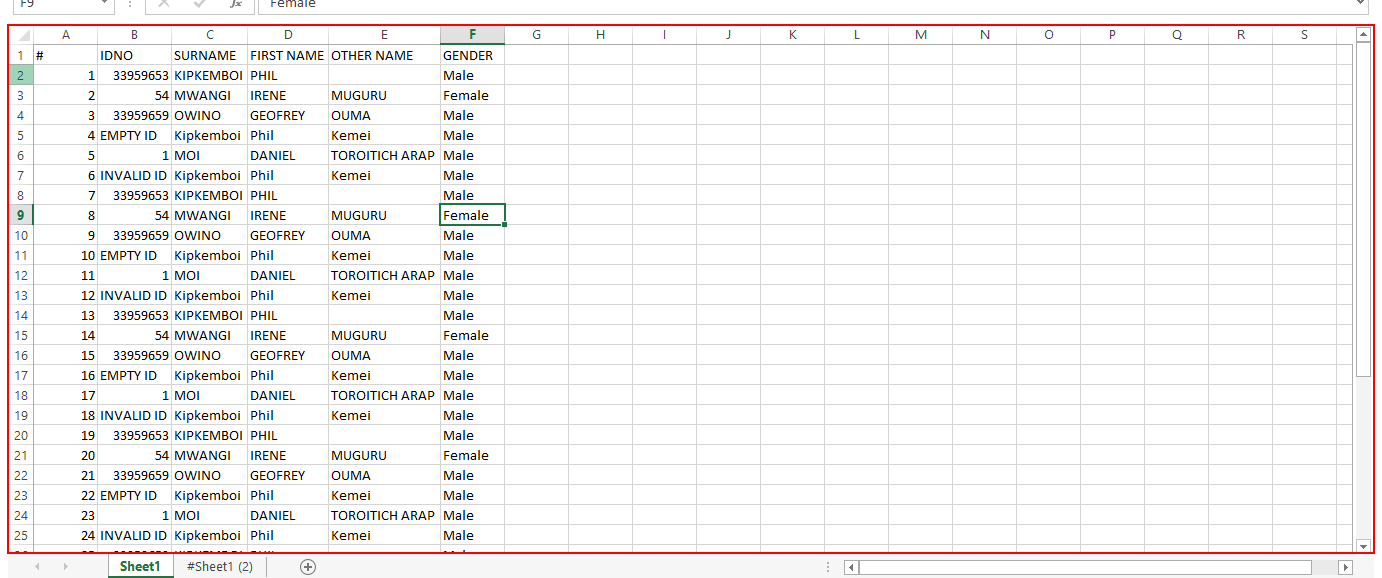 F9 fx Female
A B C D E F G H I J K L M N O P Q R S
1 # IDNO SURNAME FIRST NAME OTHER NAME GENDER
2 1 33959653 KIPKEMBOI PHIL Male
3 2 54 MWANGI IRENE MUGURU Female
4 3 33959659 OWINO GEOFREY OUMA Male
5 4 EMPTY ID Kipkemboi Phil Kemei Male
6 5 1 MOI DANIEL TOROITICH ARAP Male
7 6 INVALID ID Kipkemboi Phil Kemei Male
8 7 33959653 KIPKEMBOI PHIL Male
9 8 54 MWANGI IRENE MUGURU Female
10 9 33959659 OWINO GEOFREY OUMA Male
11 10 EMPTY ID Kipkemboi Phil Kemei Male
12 11 1 MOI DANIEL TOROITICH ARAP Male
13 12 INVALID ID Kipkemboi Phil Kemei Male
14 13 33959653 KIPKEMBOI PHIL Male
15 14 54 MWANGI IRENE MUGURU Female
16 15 33959659 OWINO GEOFREY OUMA Male
17 16 EMPTY ID Kipkemboi Phil Kemei Male
18 17 1 MOI DANIEL TOROITICH ARAP Male
19 18 INVALID ID Kipkemboi Phil Kemei Male
20 19 33959653 KIPKEMBOI PHIL Male
21 20 54 MWANGI IRENE MUGURU Female
22 21 33959659 OWINO GEOFREY OUMA Male
23 22 EMPTY ID Kipkemboi Phil Kemei Male
24 23 1 MOI DANIEL TOROITICH ARAP Male
25 24 INVALID ID Kipkemboi Phil Kemei Male
Sheet1 #Sheet1 (2)